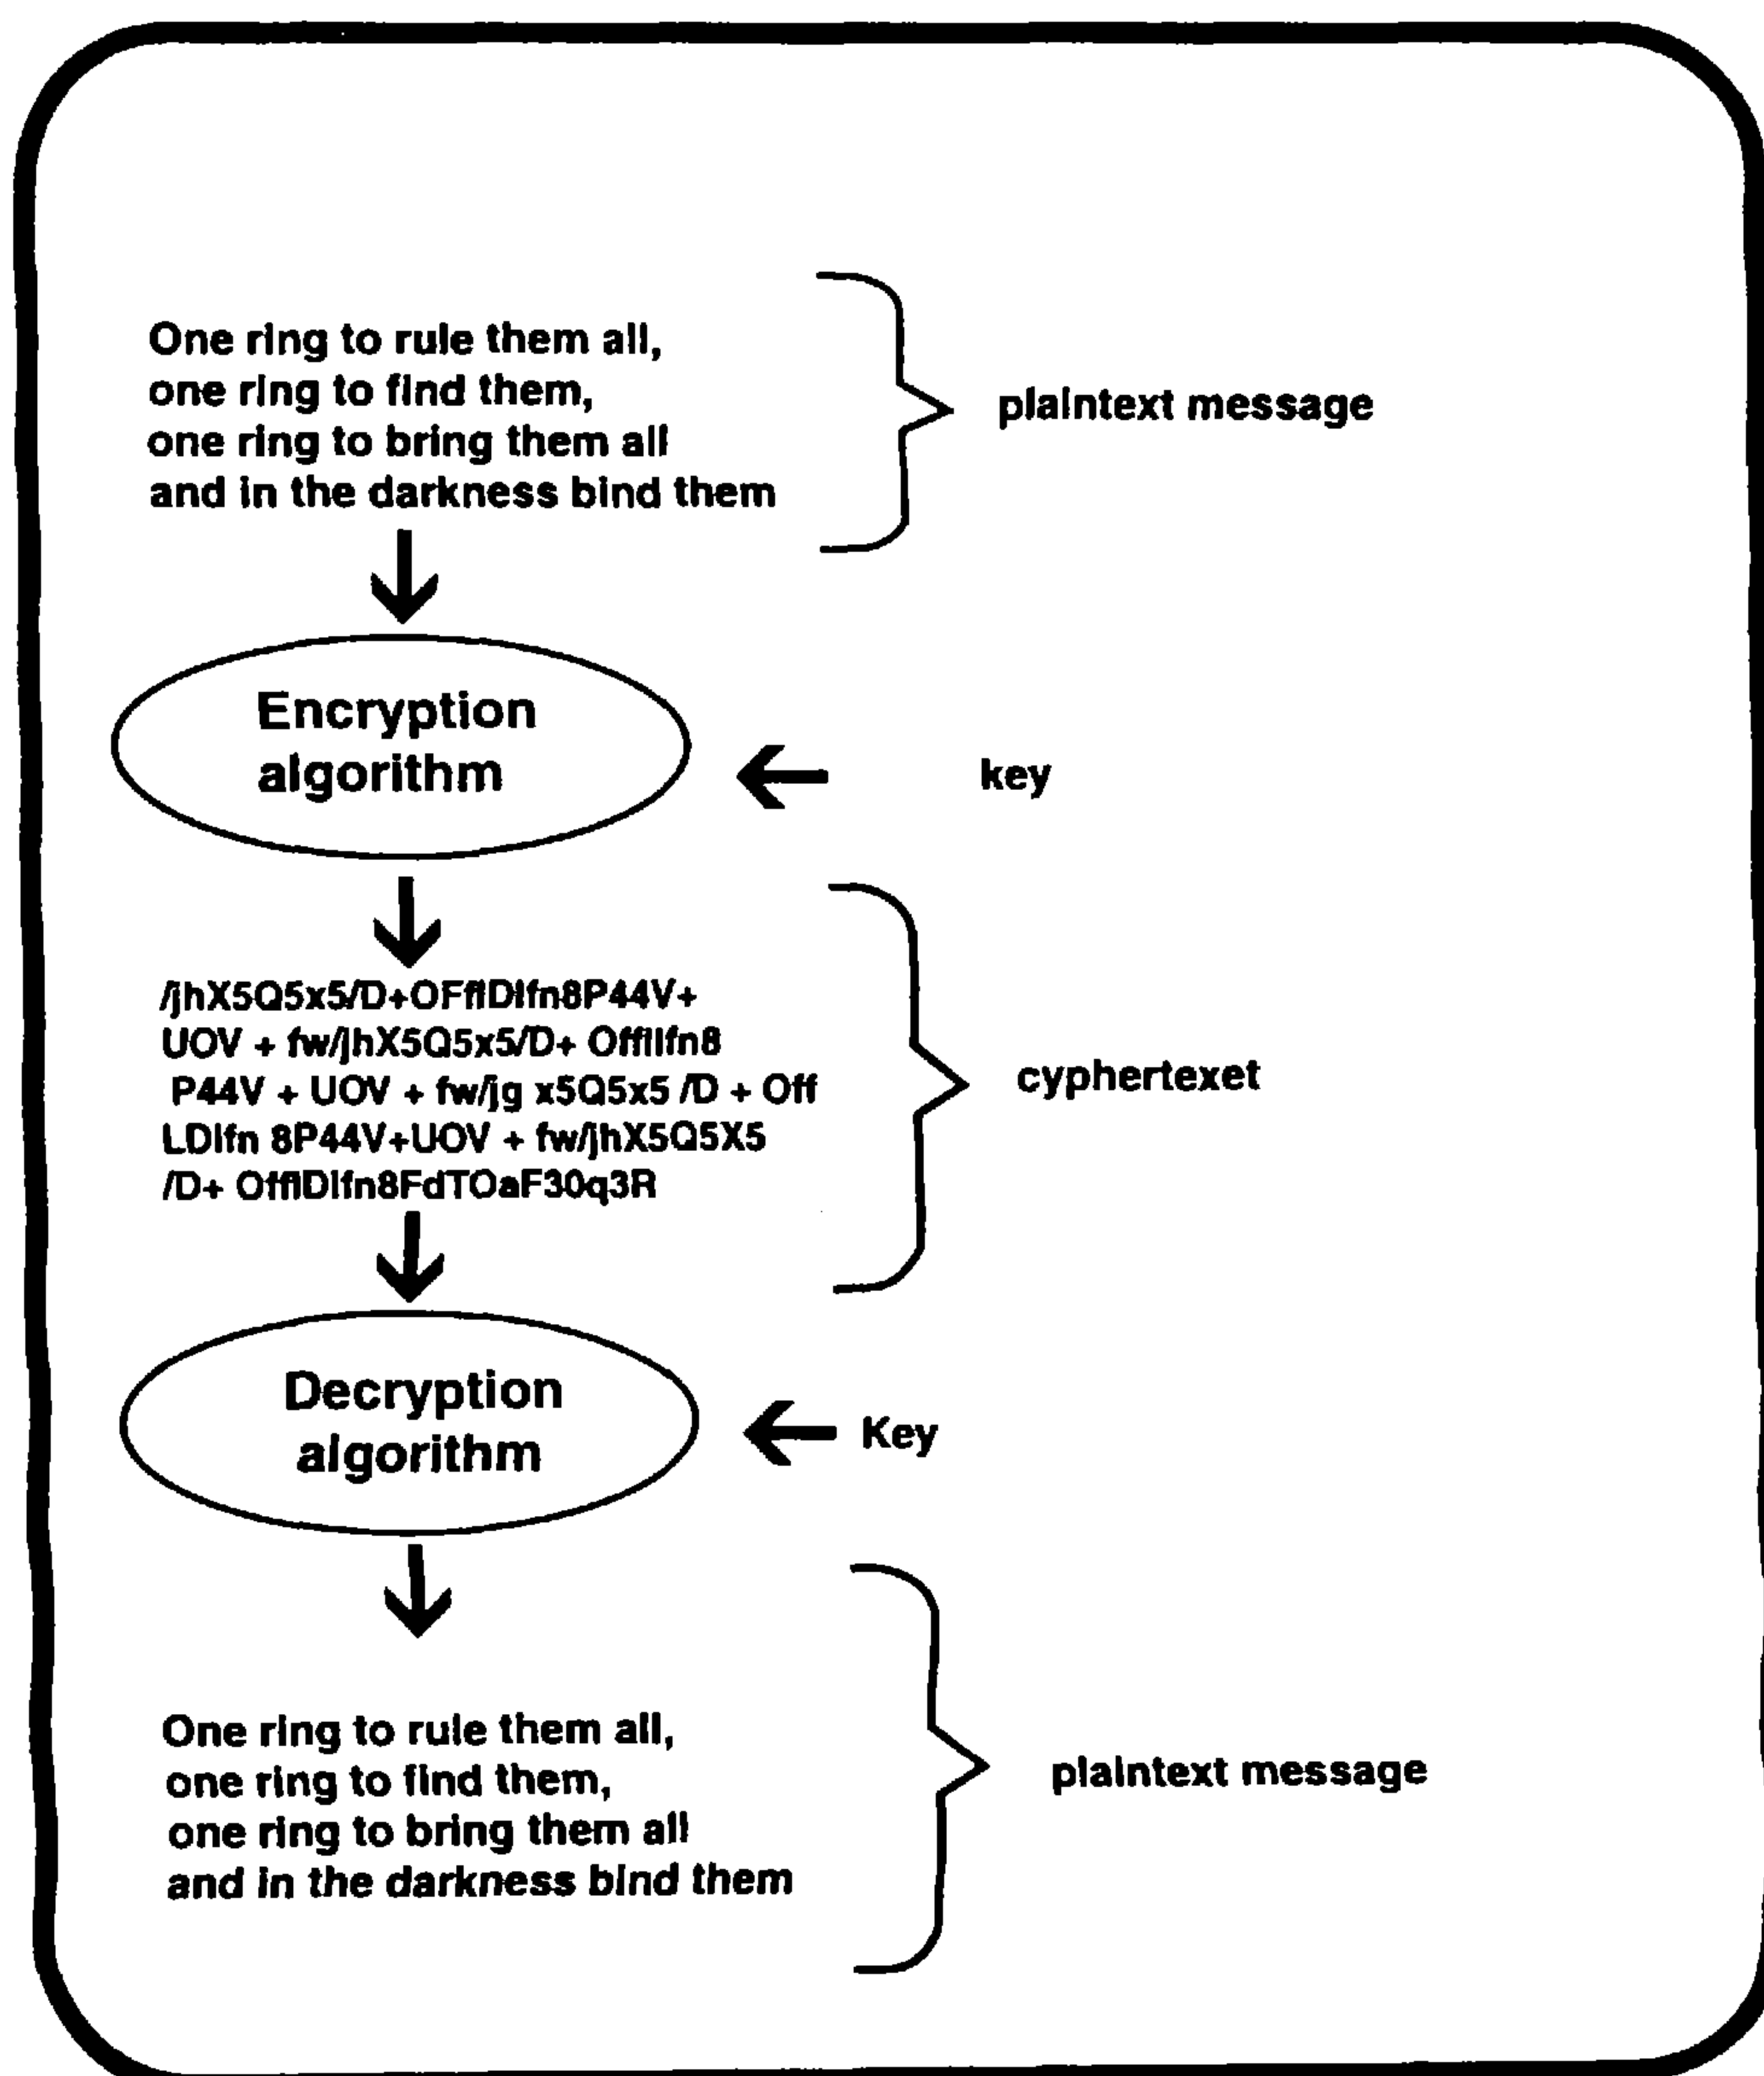 One ring to rule them all,
one ring to find them,
one ring to bring them all
and in the darkness bind them
plaintext message
Encryption
algorithm
key
/jhX5Q5x5/D+OFflDlfn8P44V+
UOV + fw/jhX5Q5x5/D+ Offllfn8
P44V + UOV + fw/jg x5Q5x5 /D + Off
LDlfn 8P44V+UOV + fw/jhX5Q5X5
/D+ OfflDlfn8FdTOaF30q3R
cyphertexet
Decryption
algorithm
Key
One ring to rule them all,
one ring to find them,
one ring to bring them all
and in the darkness bind them
plaintext message